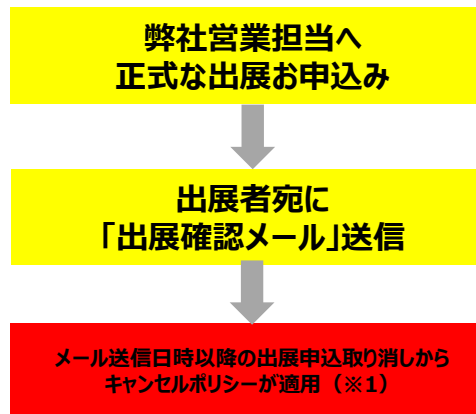 弊社営業担当へ
正式な出展お申込み
出展者宛に
「出展確認メール」送信
メール送信日時以降の出展申込取り消しから
キャンセルポリシーが適用（※1）